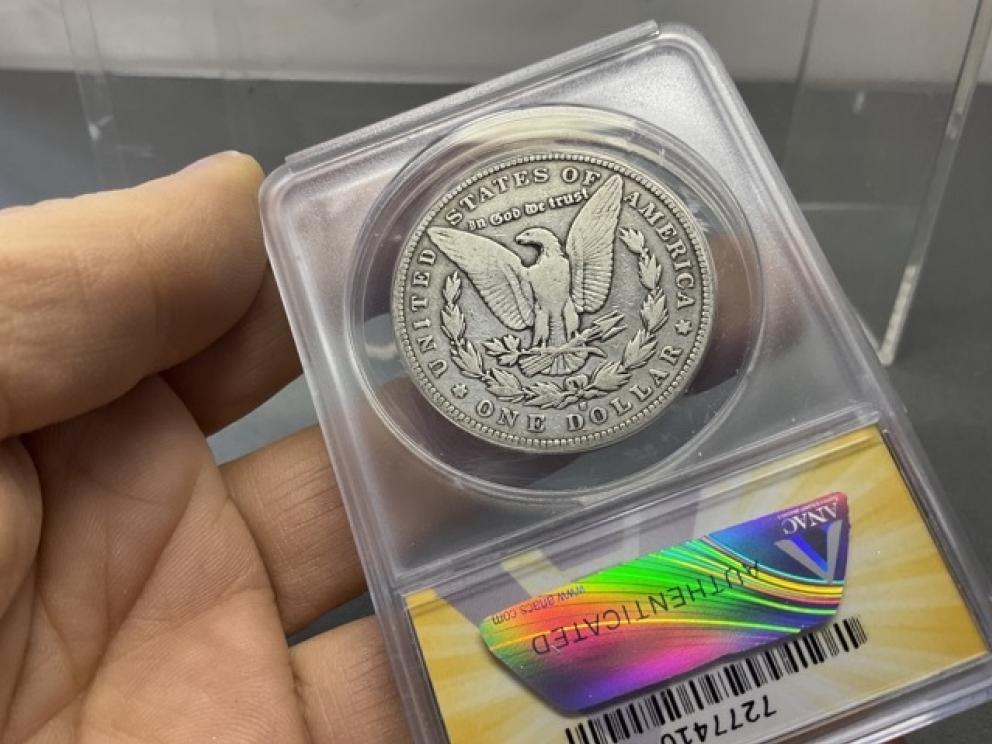 UNITED STATES OF AMERICA
In God we trust
ONE DOLLAR
ANACS
www.anacs.com
AUTHENTICATED
7277410